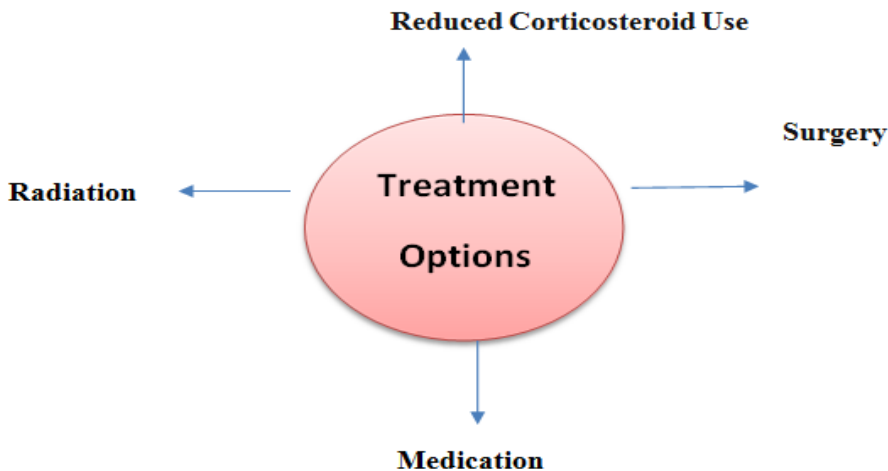 Reduced Corticosteroid Use
Surgery
Radiation
Treatment
Options
Medication